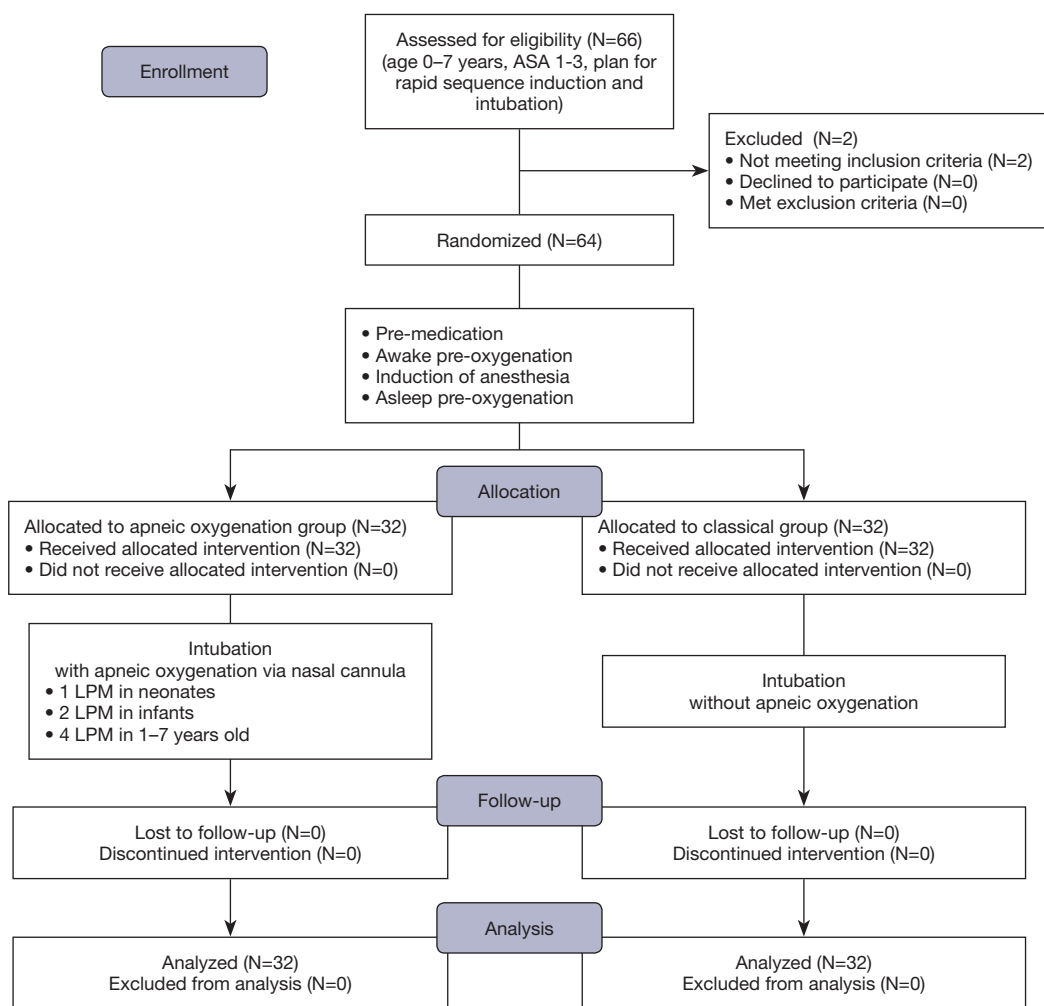 Enrollment
Assessed for eligibility (N=66)
(age 0–7 years, ASA 1-3, plan for
rapid sequence induction and
intubation)
Excluded (N=2)
• Not meeting inclusion criteria (N=2)
• Declined to participate (N=0)
• Met exclusion criteria (N=0)
Randomized (N=64)
• Pre-medication
• Awake pre-oxygenation
• Induction of anesthesia
• Asleep pre-oxygenation
Allocation
Allocated to apneic oxygenation group (N=32)
• Received allocated intervention (N=32)
• Did not receive allocated intervention (N=0)
Allocated to classical group (N=32)
• Received allocated intervention (N=32)
• Did not receive allocated intervention (N=0)
Intubation
with apneic oxygenation via nasal cannula
• 1 LPM in neonates
• 2 LPM in infants
• 4 LPM in 1–7 years old
Intubation
without apneic oxygenation
Follow-up
Lost to follow-up (N=0)
Discontinued intervention (N=0)
Lost to follow-up (N=0)
Discontinued intervention (N=0)
Analysis
Analyzed (N=32)
Excluded from analysis (N=0)
Analyzed (N=32)
Excluded from analysis (N=0)